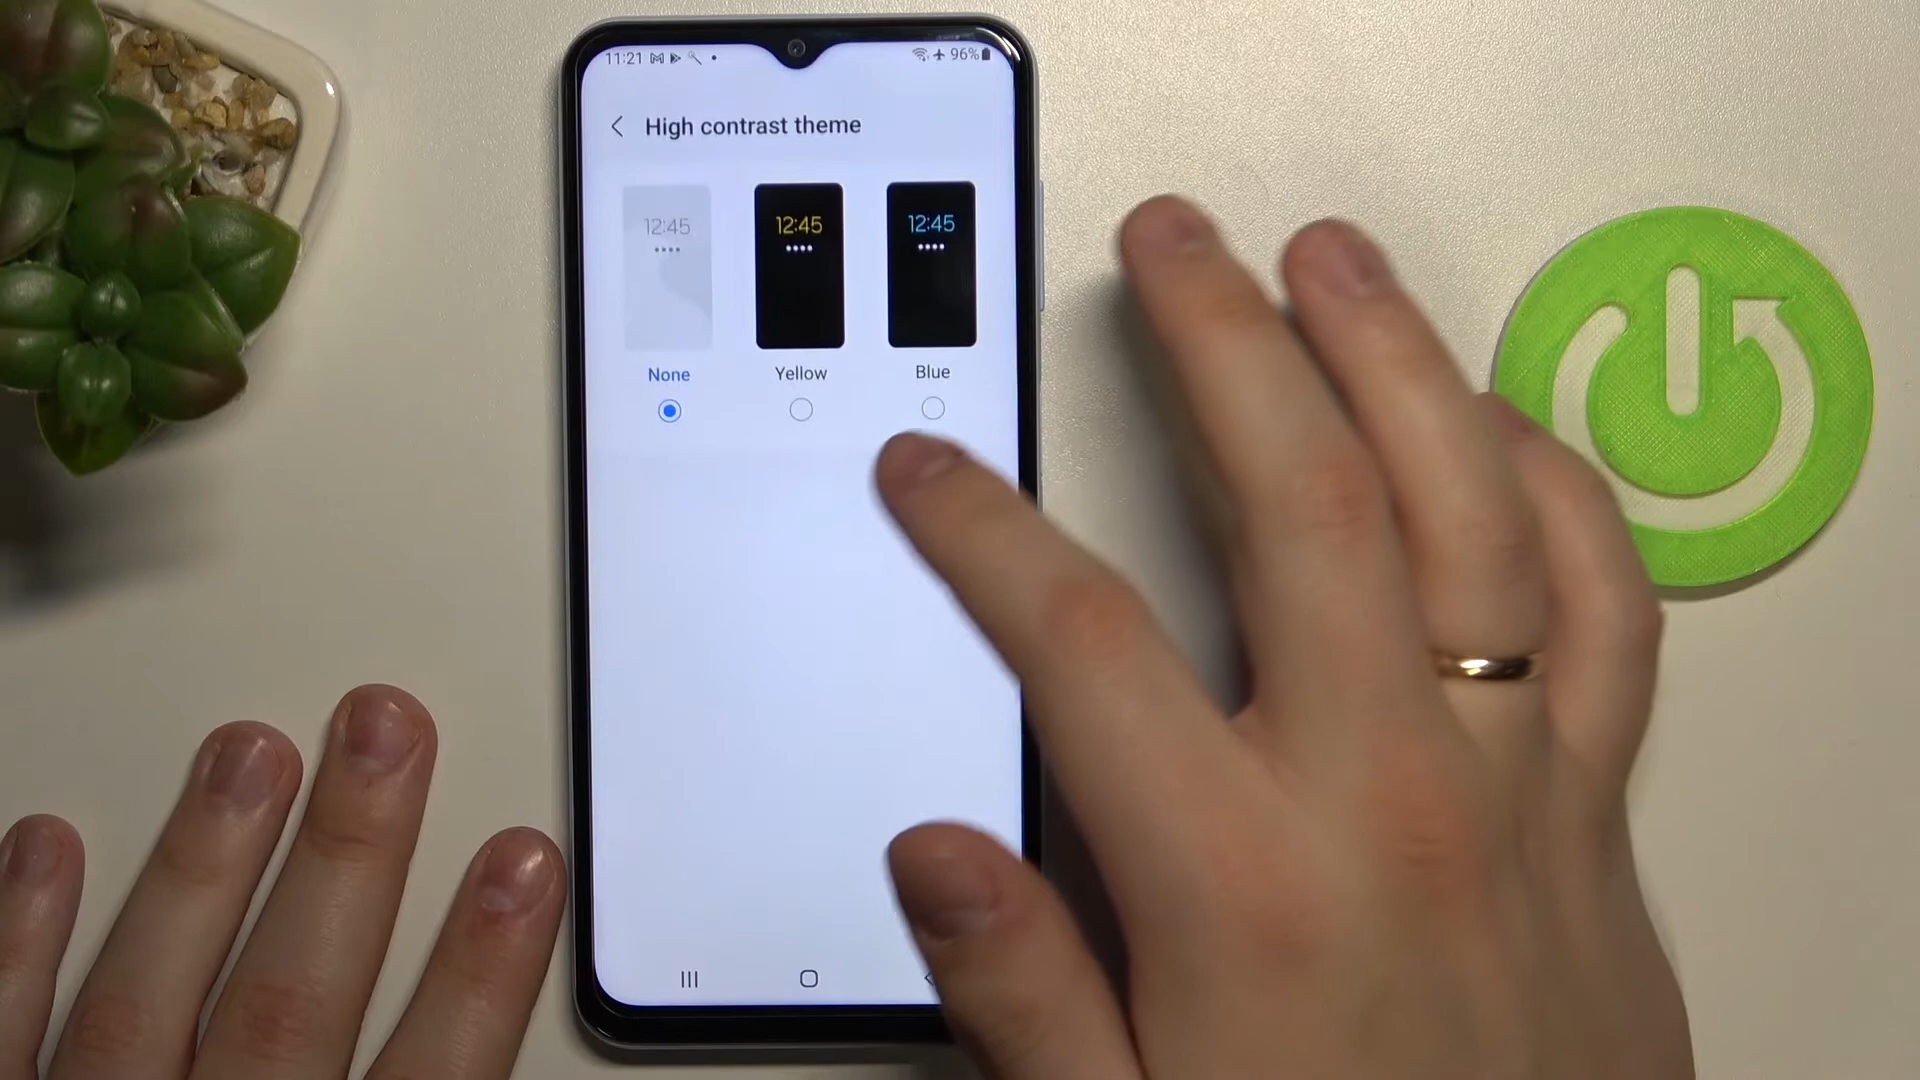 11:21 96%
High contrast theme
12:45 12:45 12:45
None Yellow Blue